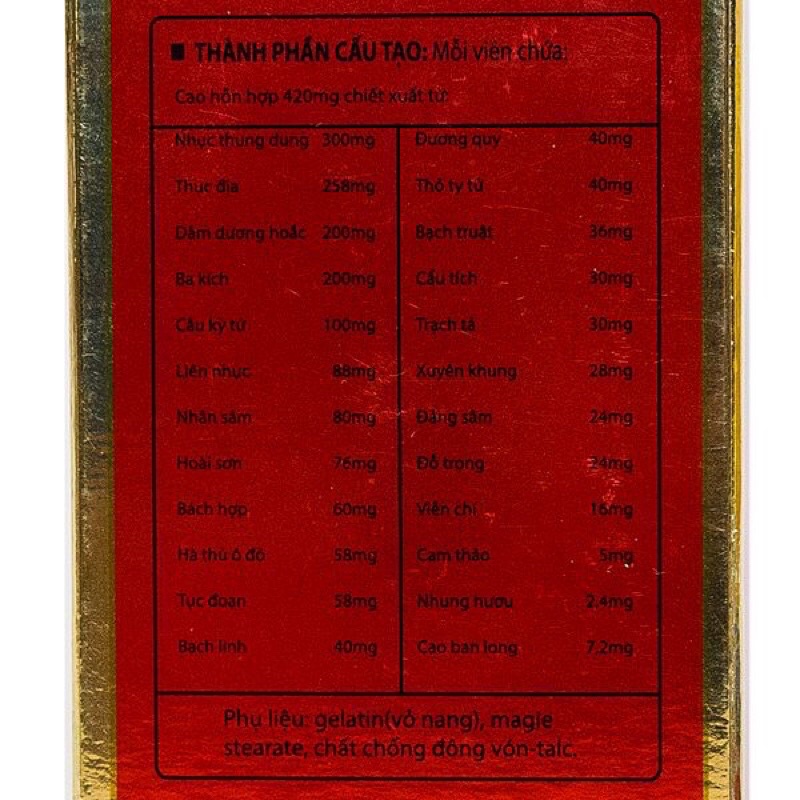 ■ THÀNH PHẦN CẤU TẠO: Mỗi viên chứa:
Cao hỗn hợp 420mg chiết xuất từ:
Nhục thung dung 300mg
Thục địa 258mg
Dâm dương hoắc 200mg
Ba kích 200mg
Câu kỷ tử 100mg
Liên nhục 88mg
Nhân sâm 80mg
Hoài sơn 76mg
Bách hợp 60mg
Hà thủ ô đỏ 58mg
Tục đoạn 58mg
Bạch linh 40mg
Đương quy 40mg
Thỏ ty tử 40mg
Bạch truật 36mg
Cẩu tích 30mg
Trạch tả 30mg
Xuyên khung 28mg
Đảng sâm 24mg
Đỗ trọng 24mg
Viễn chí 16mg
Cam thảo 5mg
Nhung hươu 2,4mg
Cao ban long 7,2mg
Phụ liệu: gelatin(vỏ nang), magie
stearate, chất chống đông vón-talc.